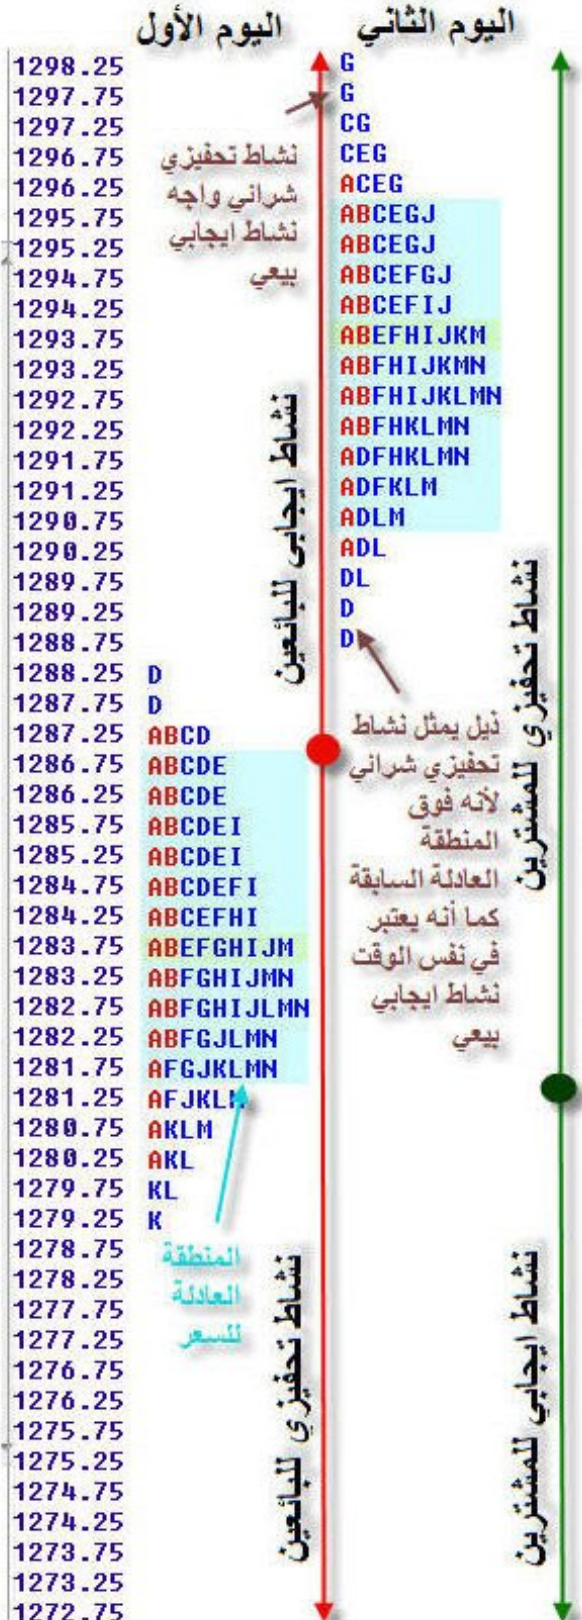 اليوم الأول اليوم الثاني
1298.25 G
1297.75 G
1297.25 CG
1296.75 CEG
1296.25 ACEG
1295.75 ABCEGJ
1295.25 ABCEGJ
1294.75 ABCEFGJ
1294.25 ABCEFIJ
1293.75 ABEFHIJKM
1293.25 ABFHIJKMN
1292.75 ABFHIJKLMN
1292.25 ABFHKLMN
1291.75 ADFHKLMN
1291.25 ADFKLM
1290.75 ADLM
1290.25 ADL
1289.75 DL
1289.25 D
1288.75 D
1288.25 D
1287.75 D
1287.25 ABCD
1286.75 ABCDE
1286.25 ABCDE
1285.75 ABCDEI
1285.25 ABCDEI
1284.75 ABCDEFI
1284.25 ABCEFHI
1283.75 ABEFGHIJM
1283.25 ABFGHIJMN
1282.75 ABFGHIJLMN
1282.25 ABFGJLMN
1281.75 AFGJKLMN
1281.25 AFJKLM
1280.75 AKLM
1280.25 AKL
1279.75 KL
1279.25 K
1278.75
1278.25
1277.75
1277.25
1276.75
1276.25
1275.75
1275.25
1274.75
1274.25
1273.75
1273.25
1272.75
نشاط تحفيزي
شرائي واجه
نشاط ايجابي
بيعي
نشاط ايجابي للبائعين
نشاط تحفيزي للمشترين
ذيل يمثل نشاط
تحفيزي شرائي
لأنه فوق
المنطقة
العادلة السابقة
كما أنه يعتبر
في نفس الوقت
نشاط ايجابي
بيعي
المنطقة
العادلة
للسعر
نشاط تحفيزي للبائعين
نشاط ايجابي للمشترين